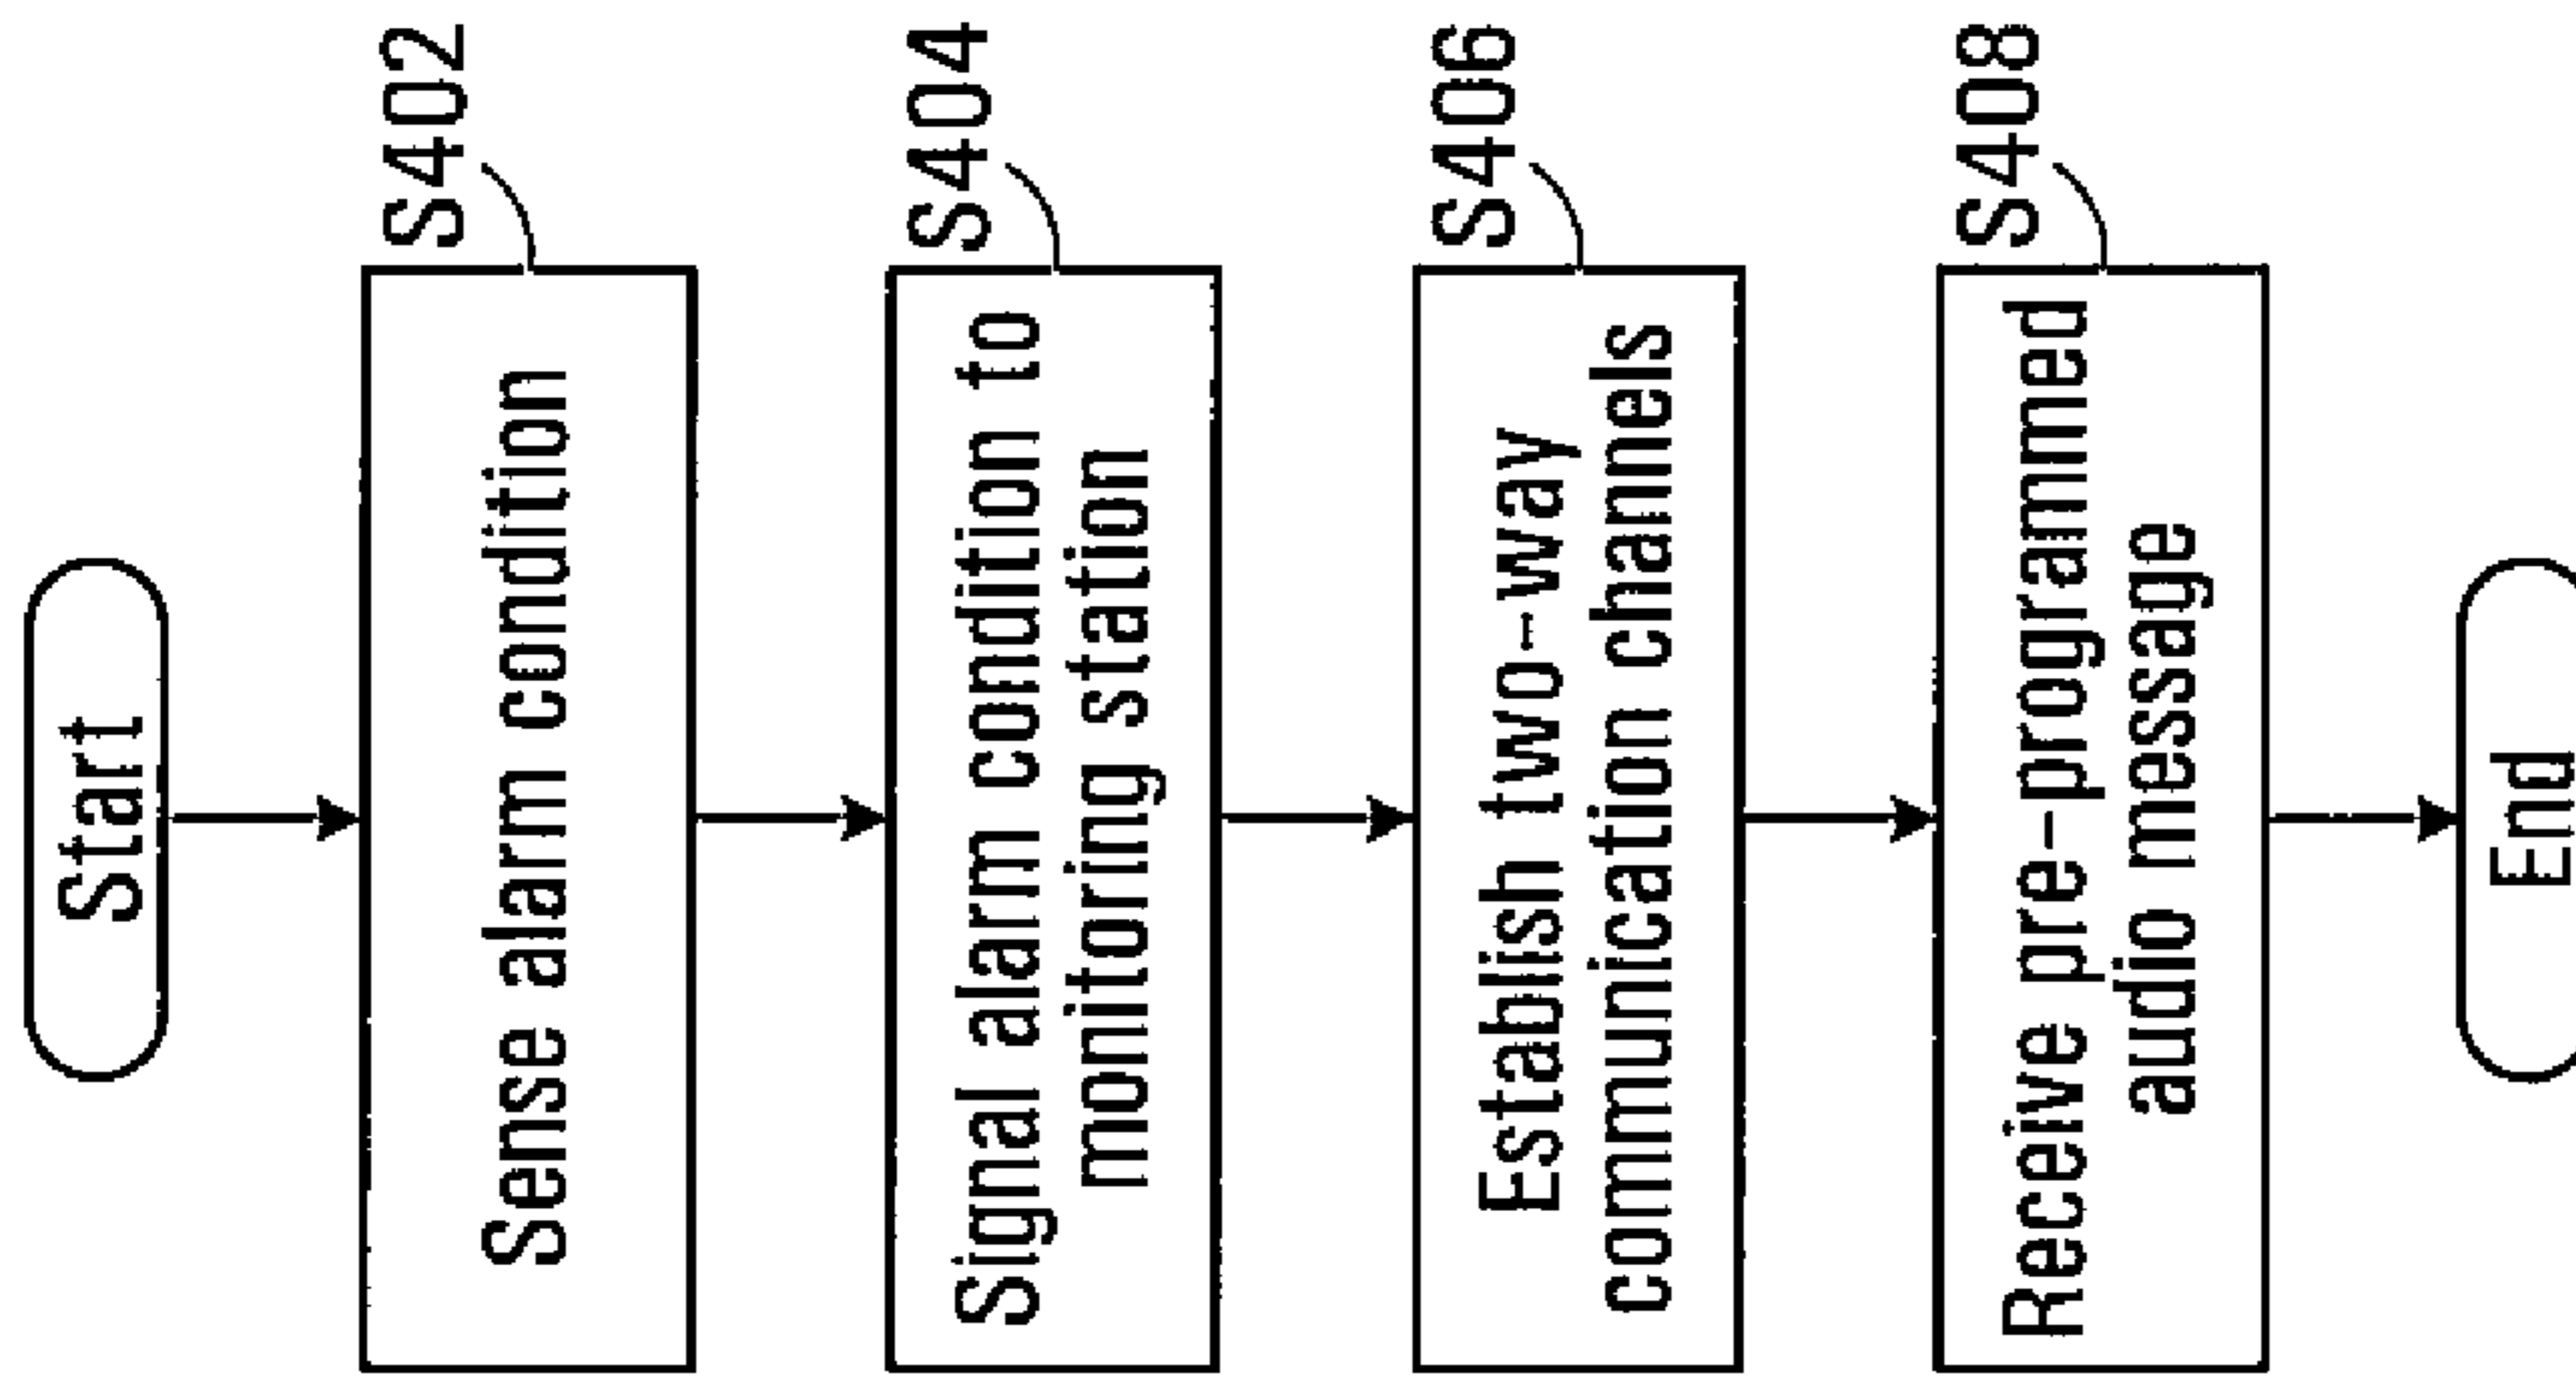 Start
S402
Sense alarm condition
S404
Signal alarm condition to
monitoring station
S406
Establish two-way
communication channels
S408
Receive pre-programmed
audio message
End